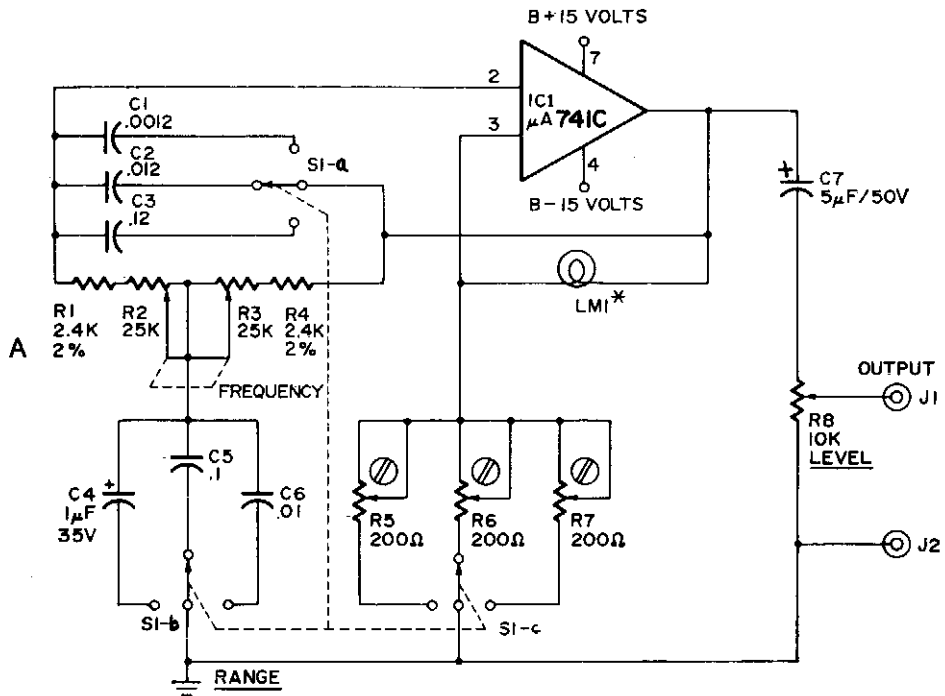 B+15 VOLTS
7
2
IC1
μA 741C
3
4
B-15 VOLTS
C1
.0012
C2
.012
C3
.12
S1-a
C7
5μF/50V
LM1*
R1
2.4K
2%
R2
25K
R3
25K
R4
2.4K
2%
A
FREQUENCY
OUTPUT
J1
R8
10K
LEVEL
C4
1μF
35V
C5
.1
C6
.01
R5
200Ω
R6
200Ω
R7
200Ω
J2
S1-b
S1-c
RANGE